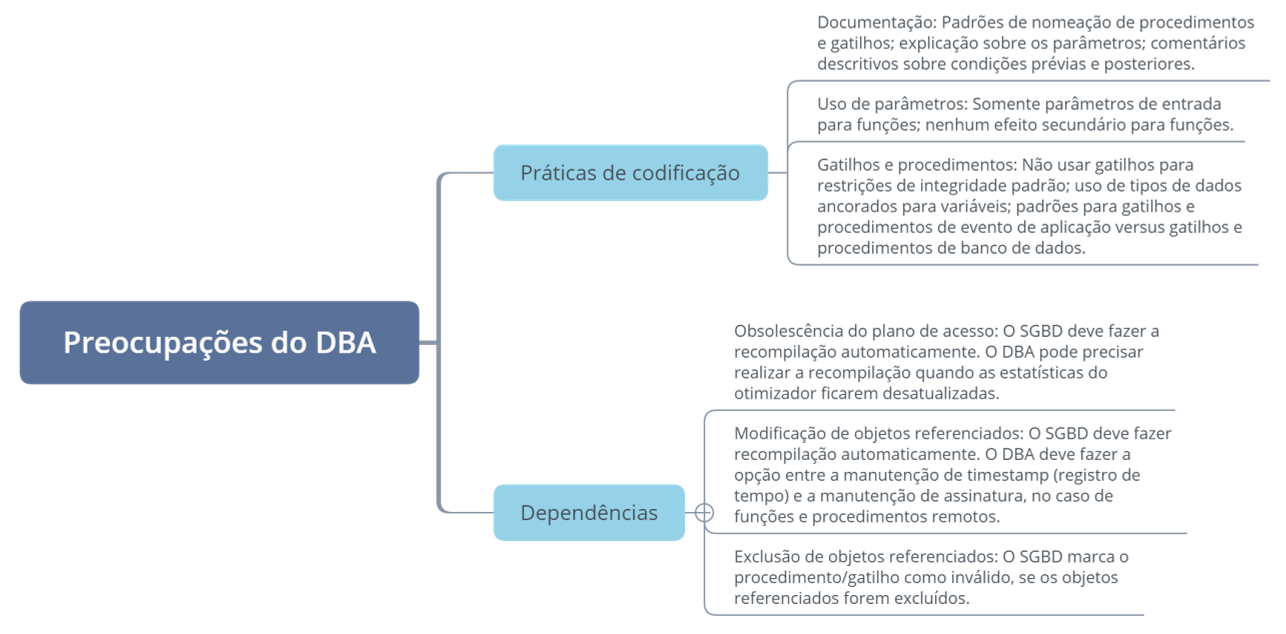 Documentação: Padrões de nomeação de procedimentos
e gatilhos; explicação sobre os parâmetros; comentários
descritivos sobre condições prévias e posteriores.
Uso de parâmetros: Somente parâmetros de entrada
para funções; nenhum efeito secundário para funções.
Práticas de codificação
Gatilhos e procedimentos: Não usar gatilhos para
restrições de integridade padrão; uso de tipos de dados
ancorados para variáveis; padrões para gatilhos e
procedimentos de evento de aplicação versus gatilhos e
procedimentos de banco de dados.
Preocupações do DBA
Obsolescência do plano de acesso: O SGBD deve fazer a
recompilação automaticamente. O DBA pode precisar
realizar a recompilação quando as estatísticas do
otimizador ficarem desatualizadas.
Modificação de objetos referenciados: O SGBD deve fazer
recompilação automaticamente. O DBA deve fazer a
opção entre a manutenção de timestamp (registro de
tempo) e a manutenção de assinatura, no caso de
funções e procedimentos remotos.
Dependências
Exclusão de objetos referenciados: O SGBD marca o
procedimento/gatilho como inválido, se os objetos
referenciados forem excluídos.